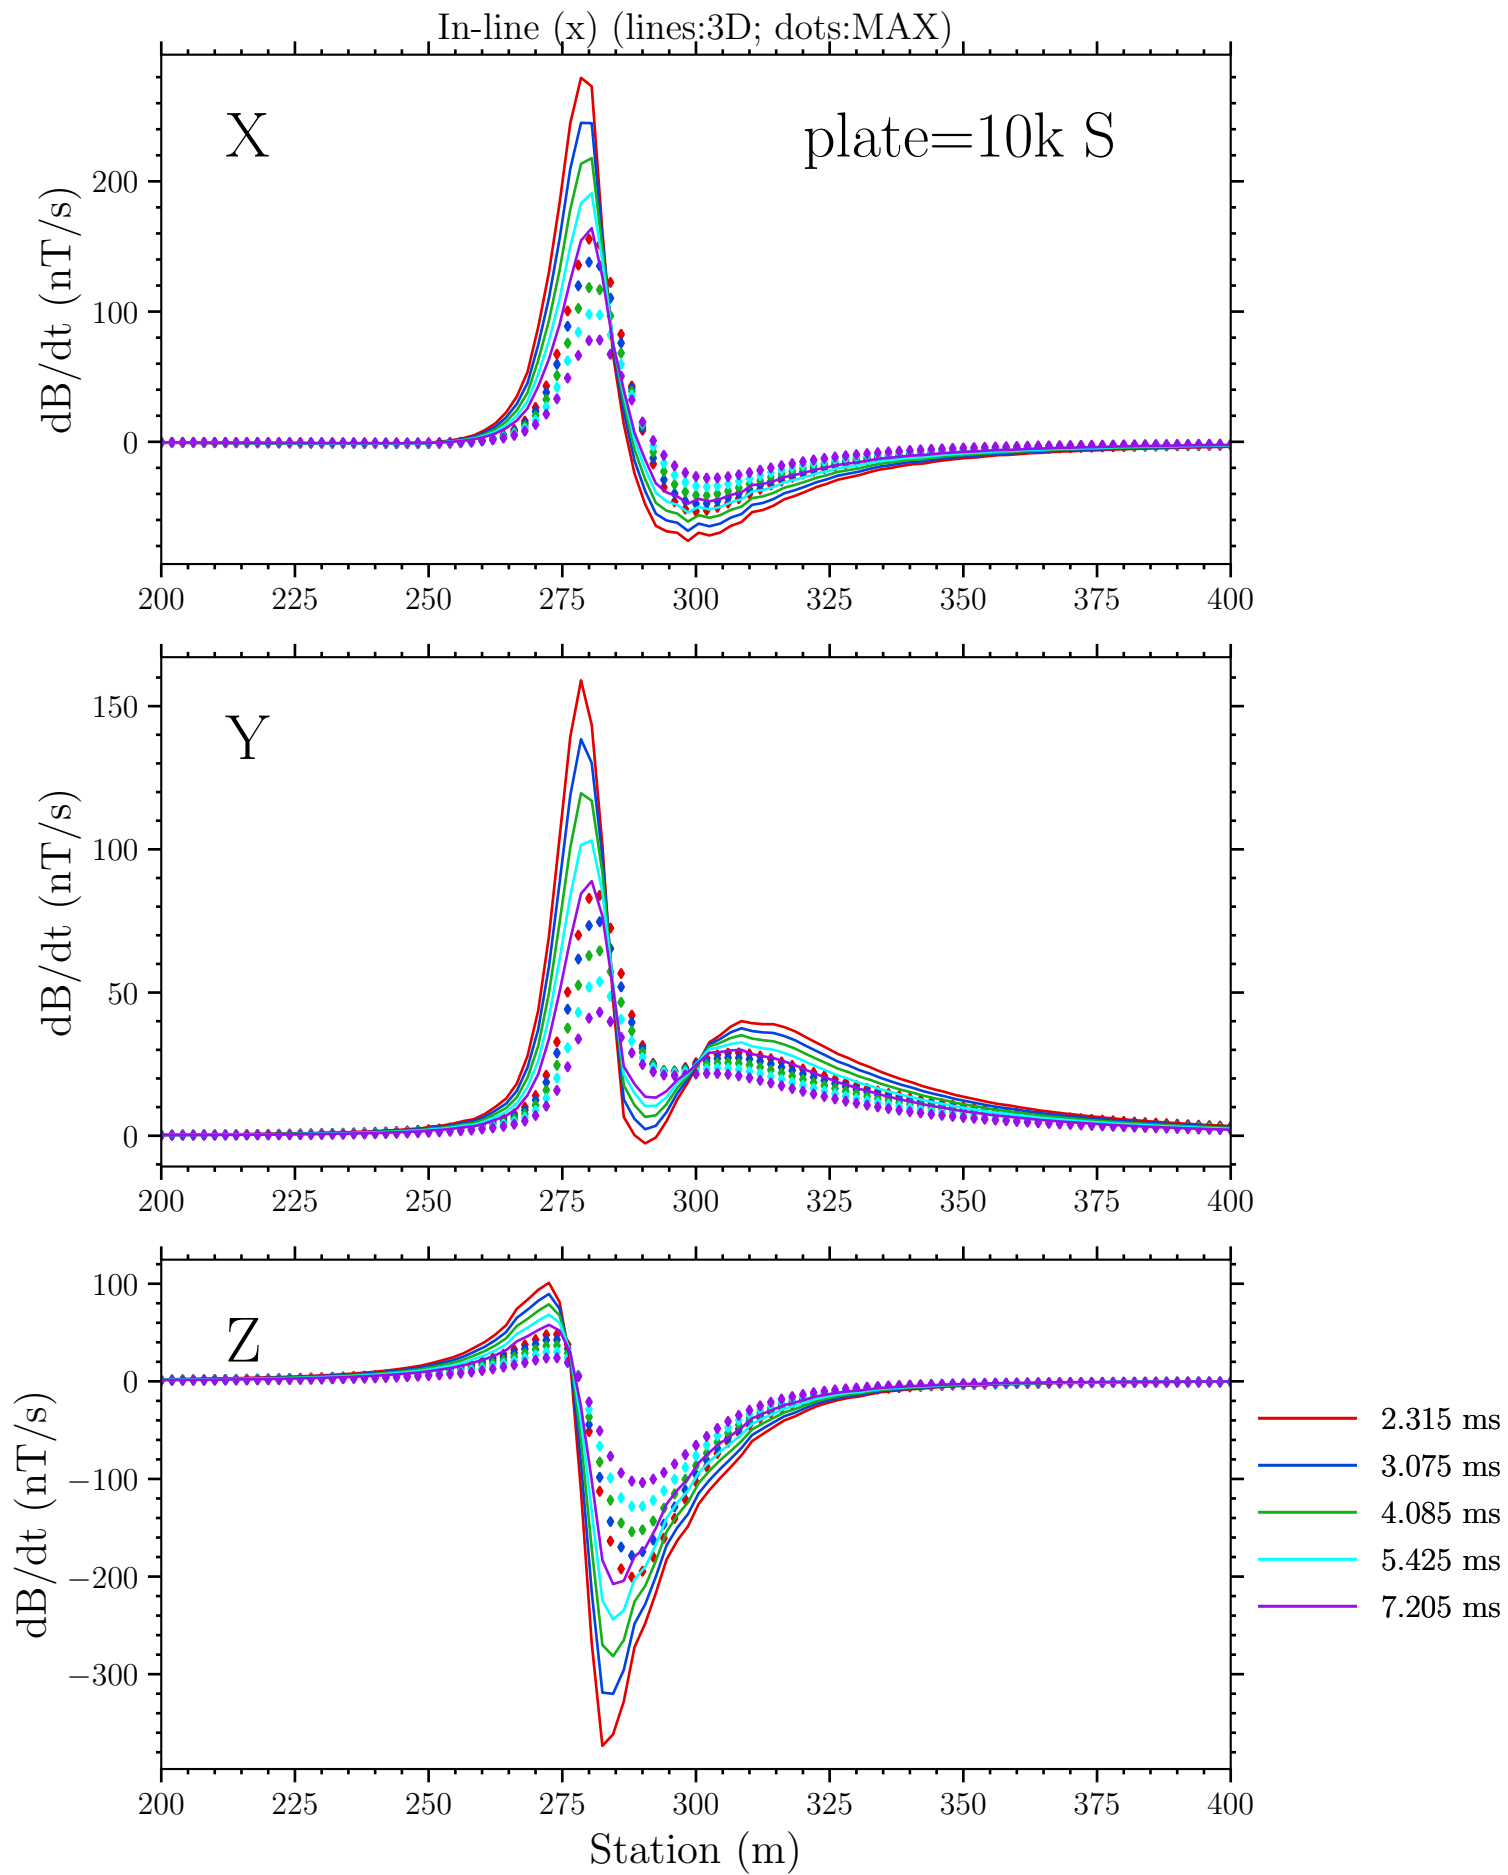 In-line (x) (lines:3D; dots:MAX)
X
plate=10k S
dB/dt (nT/s)
200
100
0
200 225 250 275 300 325 350 375 400
Y
dB/dt (nT/s)
150
100
50
0
200 225 250 275 300 325 350 375 400
Z
dB/dt (nT/s)
100
0
−100
−200
−300
200 225 250 275 300 325 350 375 400
Station (m)
2.315 ms
3.075 ms
4.085 ms
5.425 ms
7.205 ms